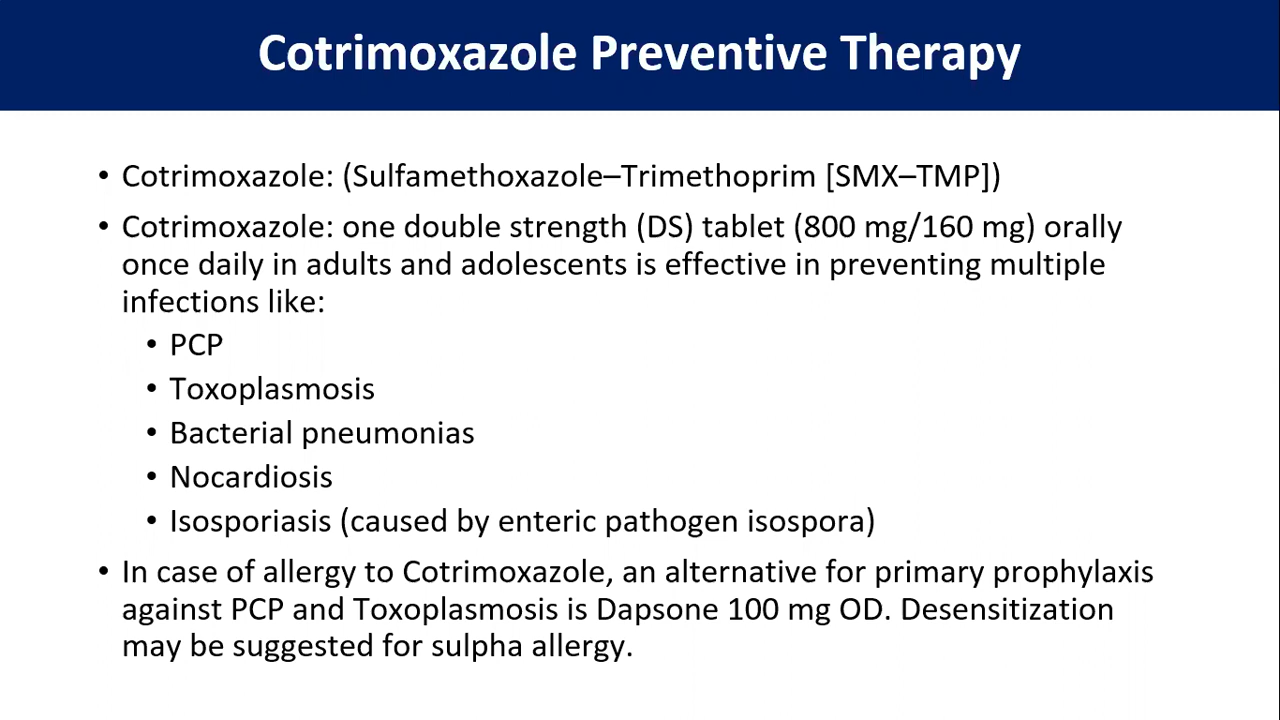 Cotrimoxazole Preventive Therapy
• Cotrimoxazole: (Sulfamethoxazole–Trimethoprim [SMX–TMP])
• Cotrimoxazole: one double strength (DS) tablet (800 mg/160 mg) orally
once daily in adults and adolescents is effective in preventing multiple
infections like:
• PCP
• Toxoplasmosis
• Bacterial pneumonias
• Nocardiosis
• Isosporiasis (caused by enteric pathogen isospora)
• In case of allergy to Cotrimoxazole, an alternative for primary prophylaxis
against PCP and Toxoplasmosis is Dapsone 100 mg OD. Desensitization
may be suggested for sulpha allergy.